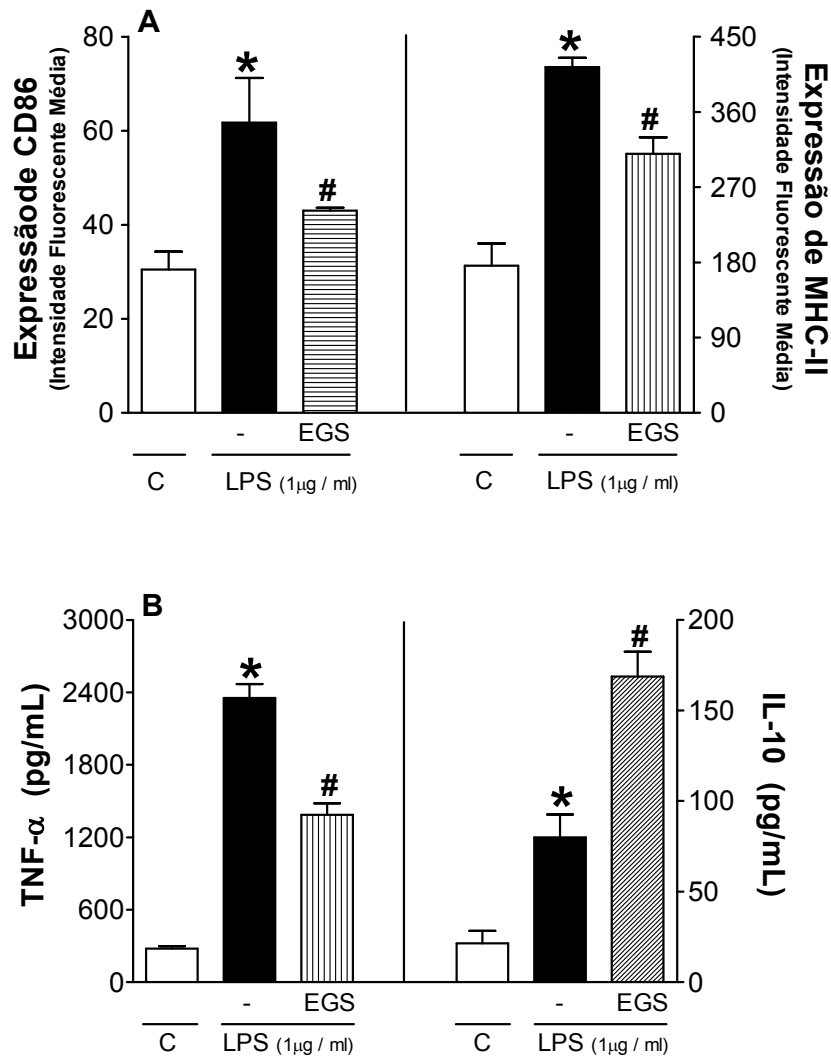 A
Expressãode CD86
(Intensidade Fluorescente Média)
80
60
40
20
0
*
#
*
#
450
360
270
180
90
0
Expressão de MHC-II
(Intensidade Fluorescente Média)
- EGS - EGS
C LPS (1µg / ml) C LPS (1µg / ml)
B
TNF-α (pg/mL)
3000
2400
1800
1200
600
0
*
#
*
#
200
150
100
50
0
IL-10 (pg/mL)
- EGS - EGS
C LPS (1µg / ml) C LPS (1µg / ml)